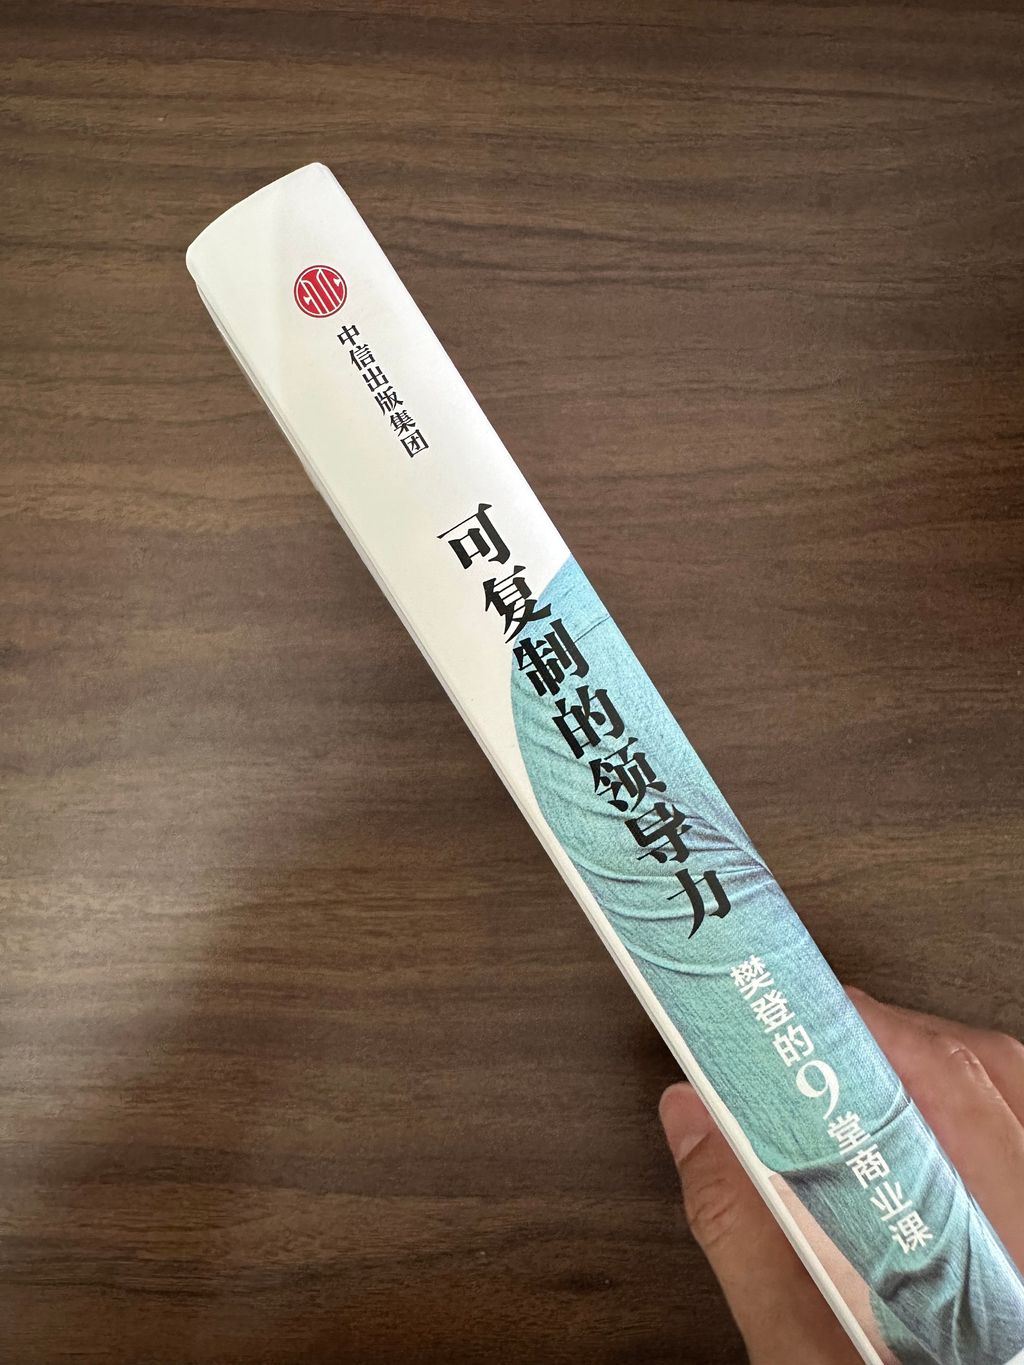 中信出版集团
可复制的领导力
樊登的9堂商业课